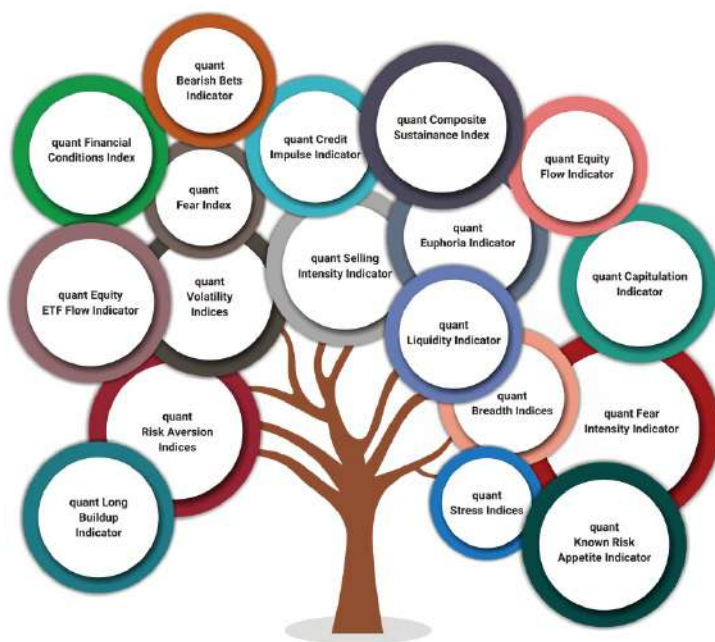 quant
Bearish Bets
Indicator
quant Financial
Conditions Index
quant Credit
Impulse Indicator
quant Composite
Sustainance Index
quant Equity
Flow Indicator
quant
Fear Index
quant Selling
Intensity Indicator
quant
Euphoria Indicator
quant Capitulation
Indicator
quant Equity
ETF Flow Indicator
quant
Volatility
Indices
quant
Liquidity Indicator
quant
Breadth Indices
quant Fear
Intensity Indicator
quant
Risk Aversion
Indices
quant Long
Buildup
Indicator
quant
Stress Indices
quant
Known Risk
Appetite Indicator